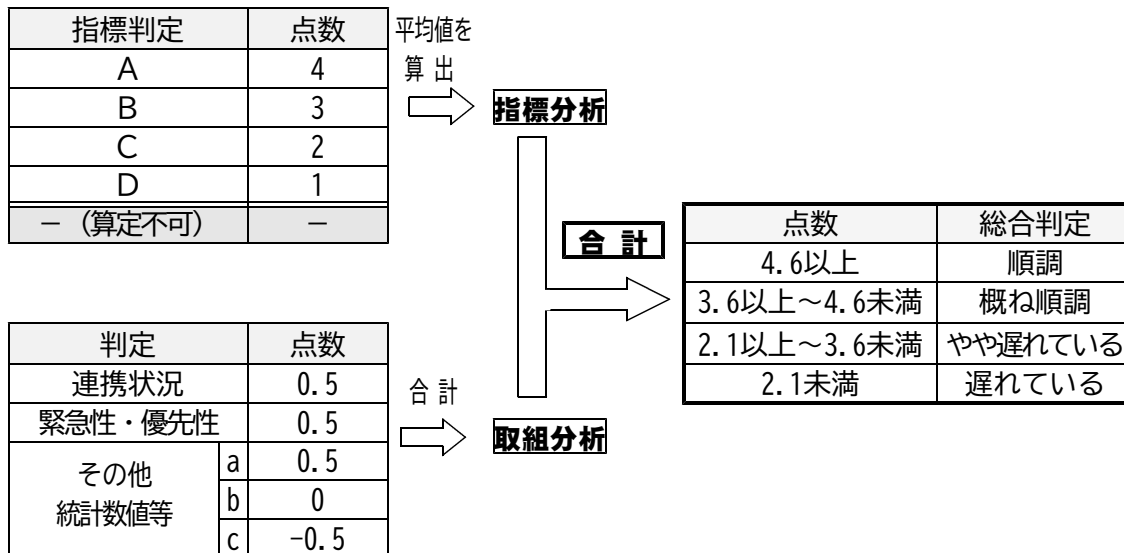 指標判定 点数
A 4
B 3
C 2
D 1
－（算定不可） －
平均値を
算 出
指標分析
合 計
点数 総合判定
4.6以上 順調
3.6以上～4.6未満 概ね順調
2.1以上～3.6未満 やや遅れている
2.1未満 遅れている
判定 点数
連携状況 0.5
緊急性・優先性 0.5
その他
統計数値等
a 0.5
b 0
c -0.5
合 計
取組分析